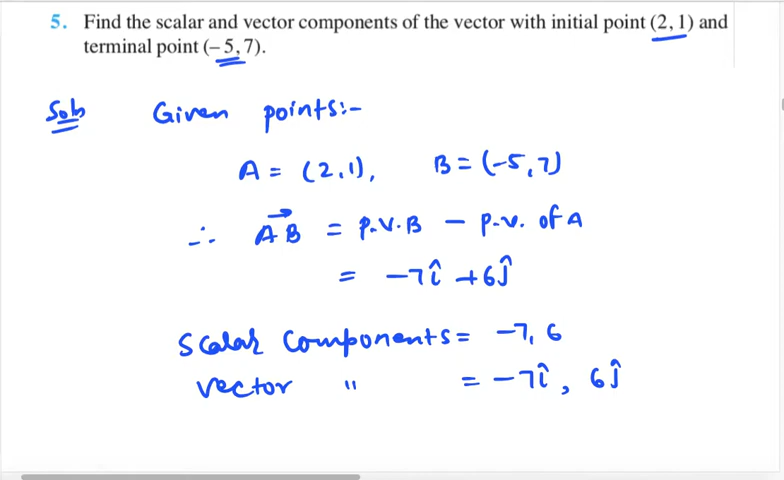 5. Find the scalar and vector components of the vector with initial point (2, 1) and
terminal point (– 5, 7).
Soln Given points:-
A = (2,1), B = (-5,7)
∴ AB⃗ = P.V.B - P.V. of A
= -7î + 6ĵ
Scalar Components = -7, 6
vector " = -7î, 6ĵ